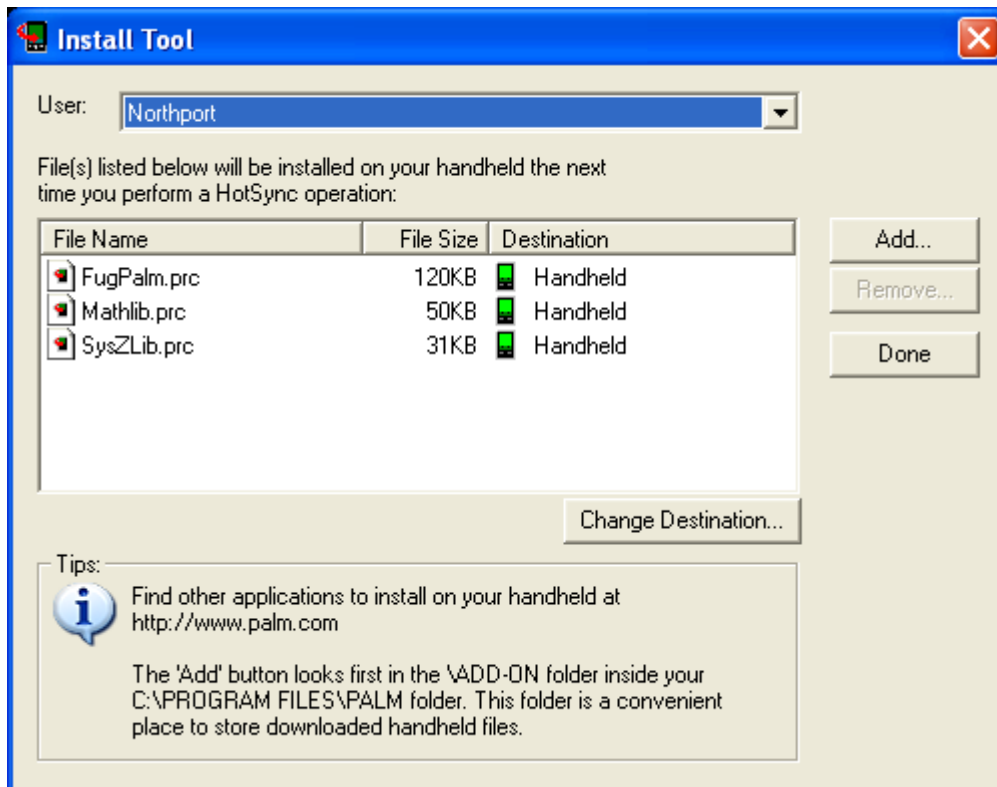 Install Tool
User: Northport
File(s) listed below will be installed on your handheld the next
time you perform a HotSync operation:
File Name File Size Destination
FugPalm.prc 120KB Handheld
Mathlib.prc 50KB Handheld
SysZLib.prc 31KB Handheld
Add...
Remove...
Done
Change Destination...
Tips:
Find other applications to install on your handheld at
http://www.palm.com
The 'Add' button looks first in the \ADD-ON folder inside your
C:\PROGRAM FILES\PALM folder. This folder is a convenient
place to store downloaded handheld files.